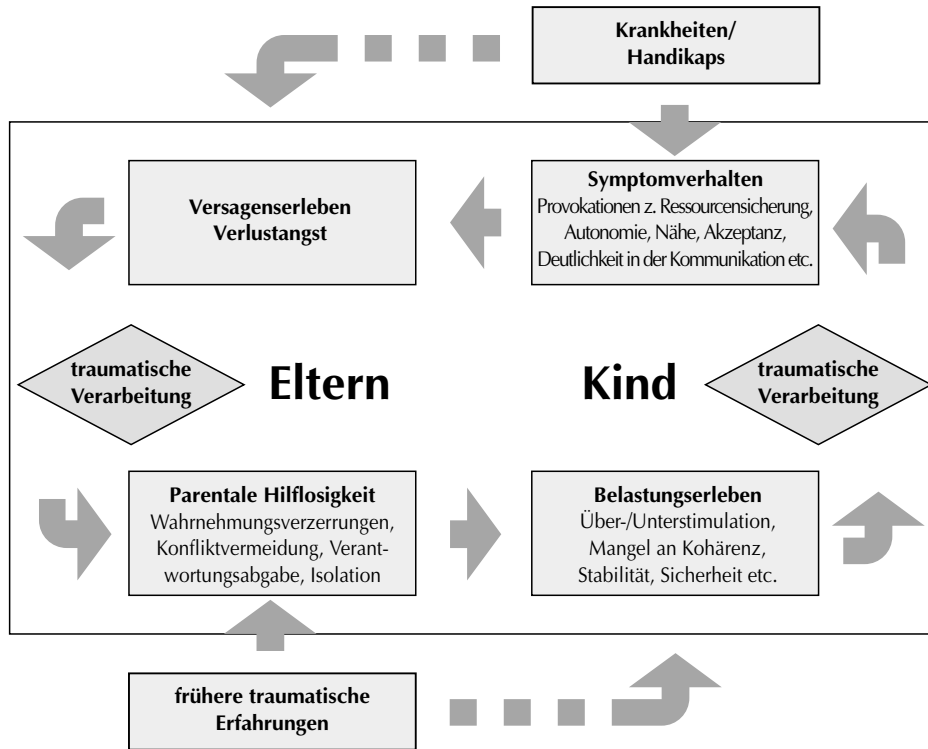 Krankheiten/
Handikaps
Versagenserleben
Verlustangst
Symptomverhalten
Provokationen z. Ressourcensicherung,
Autonomie, Nähe, Akzeptanz,
Deutlichkeit in der Kommunikation etc.
traumatische
Verarbeitung
Eltern
Kind
traumatische
Verarbeitung
Parentale Hilflosigkeit
Wahrnehmungsverzerrungen,
Konfliktvermeidung, Verant-
wortungsabgabe, Isolation
Belastungserleben
Über-/Unterstimulation,
Mangel an Kohärenz,
Stabilität, Sicherheit etc.
frühere traumatische
Erfahrungen